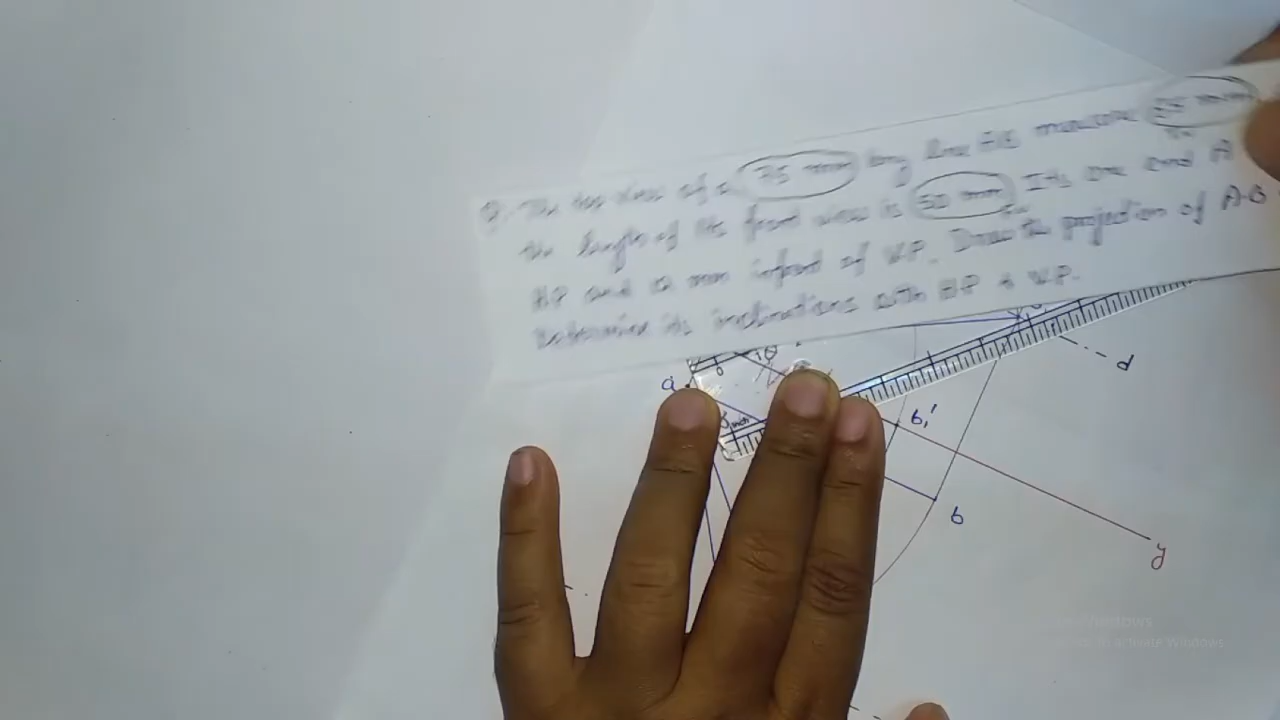 Q. The top view of a 75 mm long line AB measures 65 mm
the length of its front view is 50 mm Its one end A
HP and 12 mm infront of V.P. Draw the projection of AB
Determine its inclinations with HP & V.P.
a
θ
d
b,'
b
y